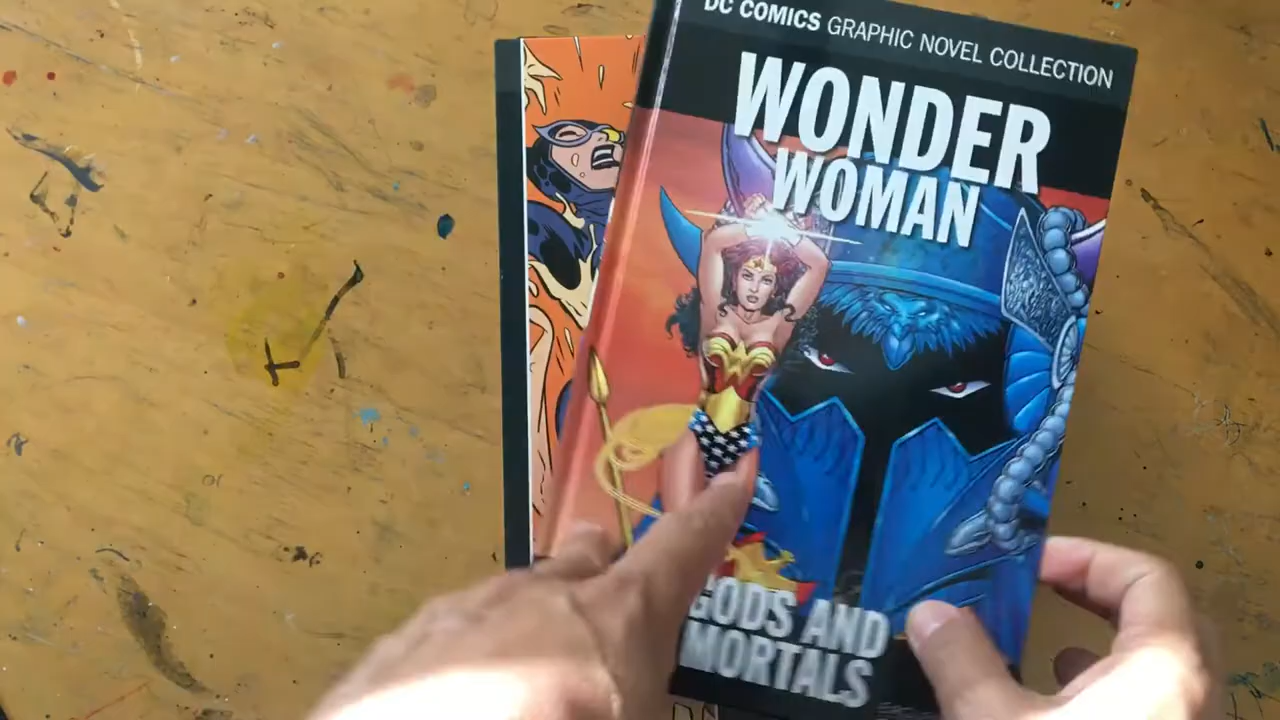 DC COMICS GRAPHIC NOVEL COLLECTION
WONDER
WOMAN
GODS AND
MORTALS